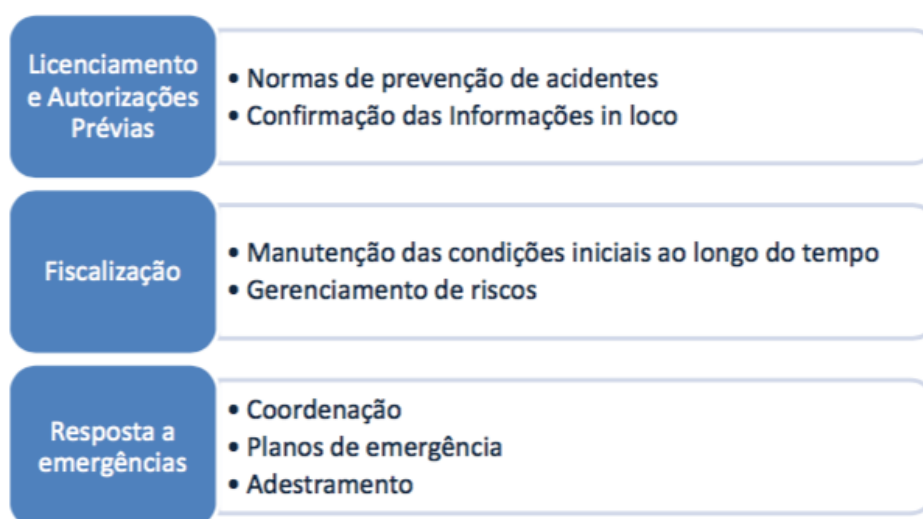 Licenciamento
e Autorizações
Prévias
• Normas de prevenção de acidentes
• Confirmação das Informações in loco
Fiscalização
• Manutenção das condições iniciais ao longo do tempo
• Gerenciamento de riscos
Resposta a
emergências
• Coordenação
• Planos de emergência
• Adestramento